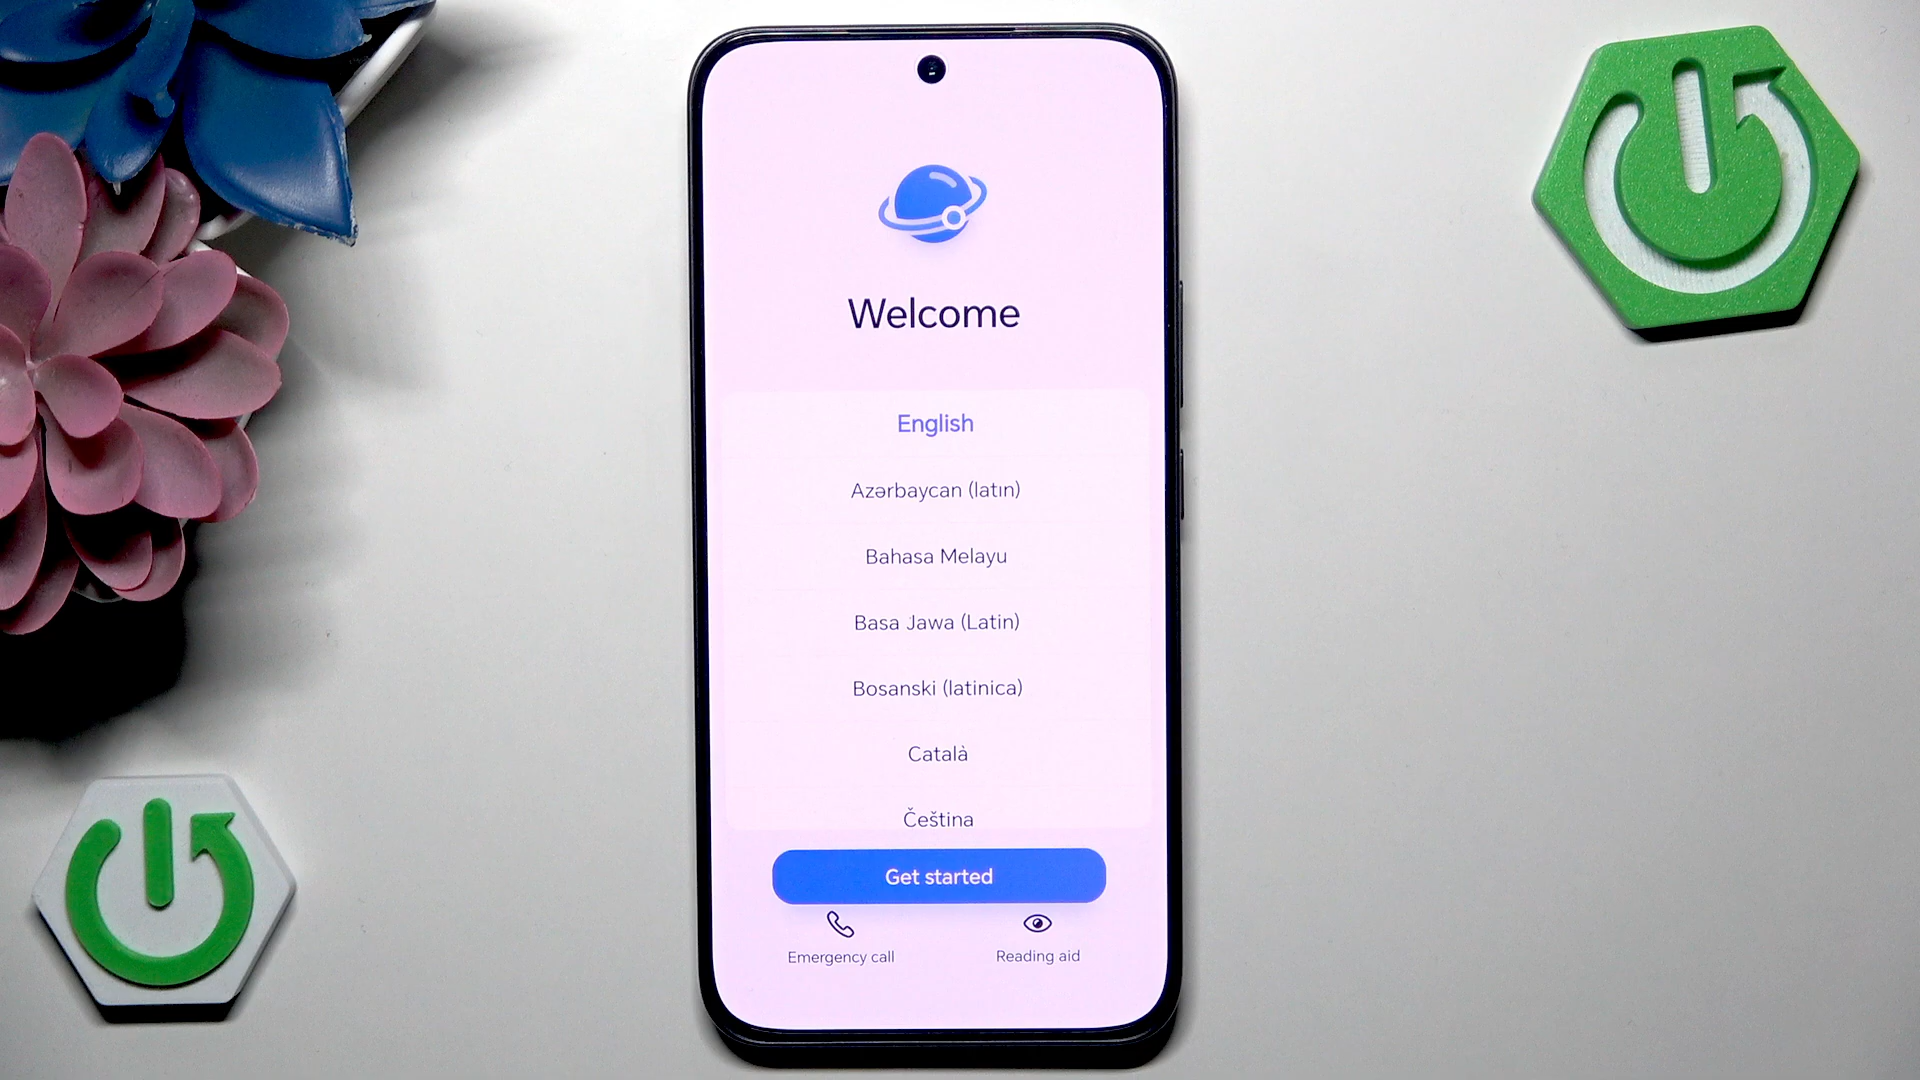 Welcome
English
Azərbaycan (latın)
Bahasa Melayu
Basa Jawa (Latin)
Bosanski (latinica)
Català
Čeština
Get started
Emergency call
Reading aid